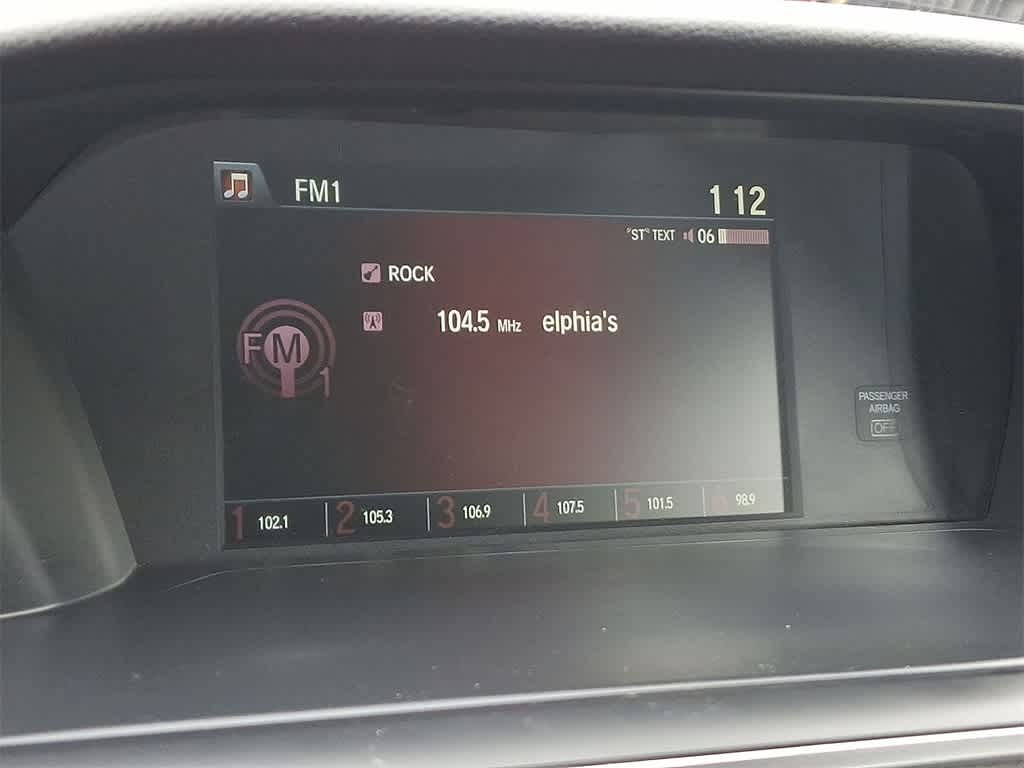 FM1 1 12
"ST" TEXT 06
ROCK
FM 1 104.5 MHz elphia's
PASSENGER
AIRBAG
OFF
1 102.1 2 105.3 3 106.9 4 107.5 5 101.5 6 98.9